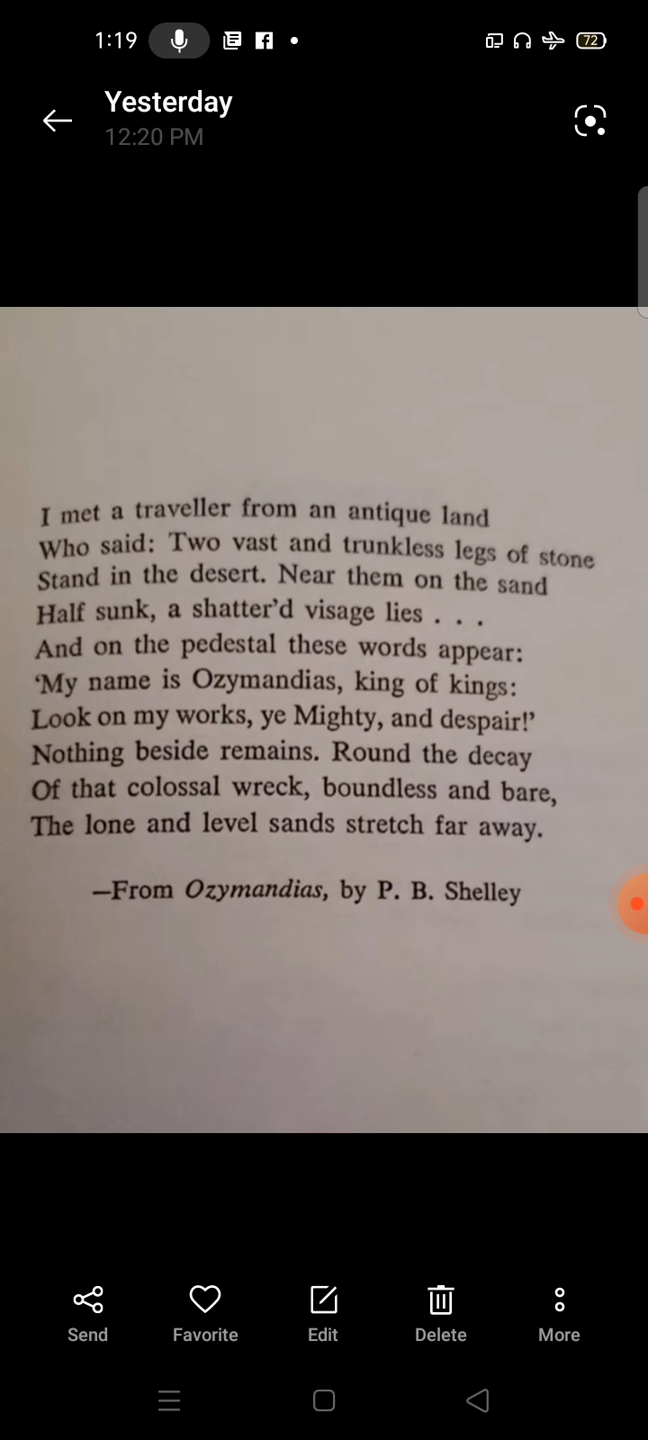 1:19
72
Yesterday
12:20 PM
I met a traveller from an antique land
Who said: Two vast and trunkless legs of stone
Stand in the desert. Near them on the sand
Half sunk, a shatter'd visage lies . . .
And on the pedestal these words appear:
‘My name is Ozymandias, king of kings:
Look on my works, ye Mighty, and despair!’
Nothing beside remains. Round the decay
Of that colossal wreck, boundless and bare,
The lone and level sands stretch far away.
—From Ozymandias, by P. B. Shelley
Send Favorite Edit Delete More